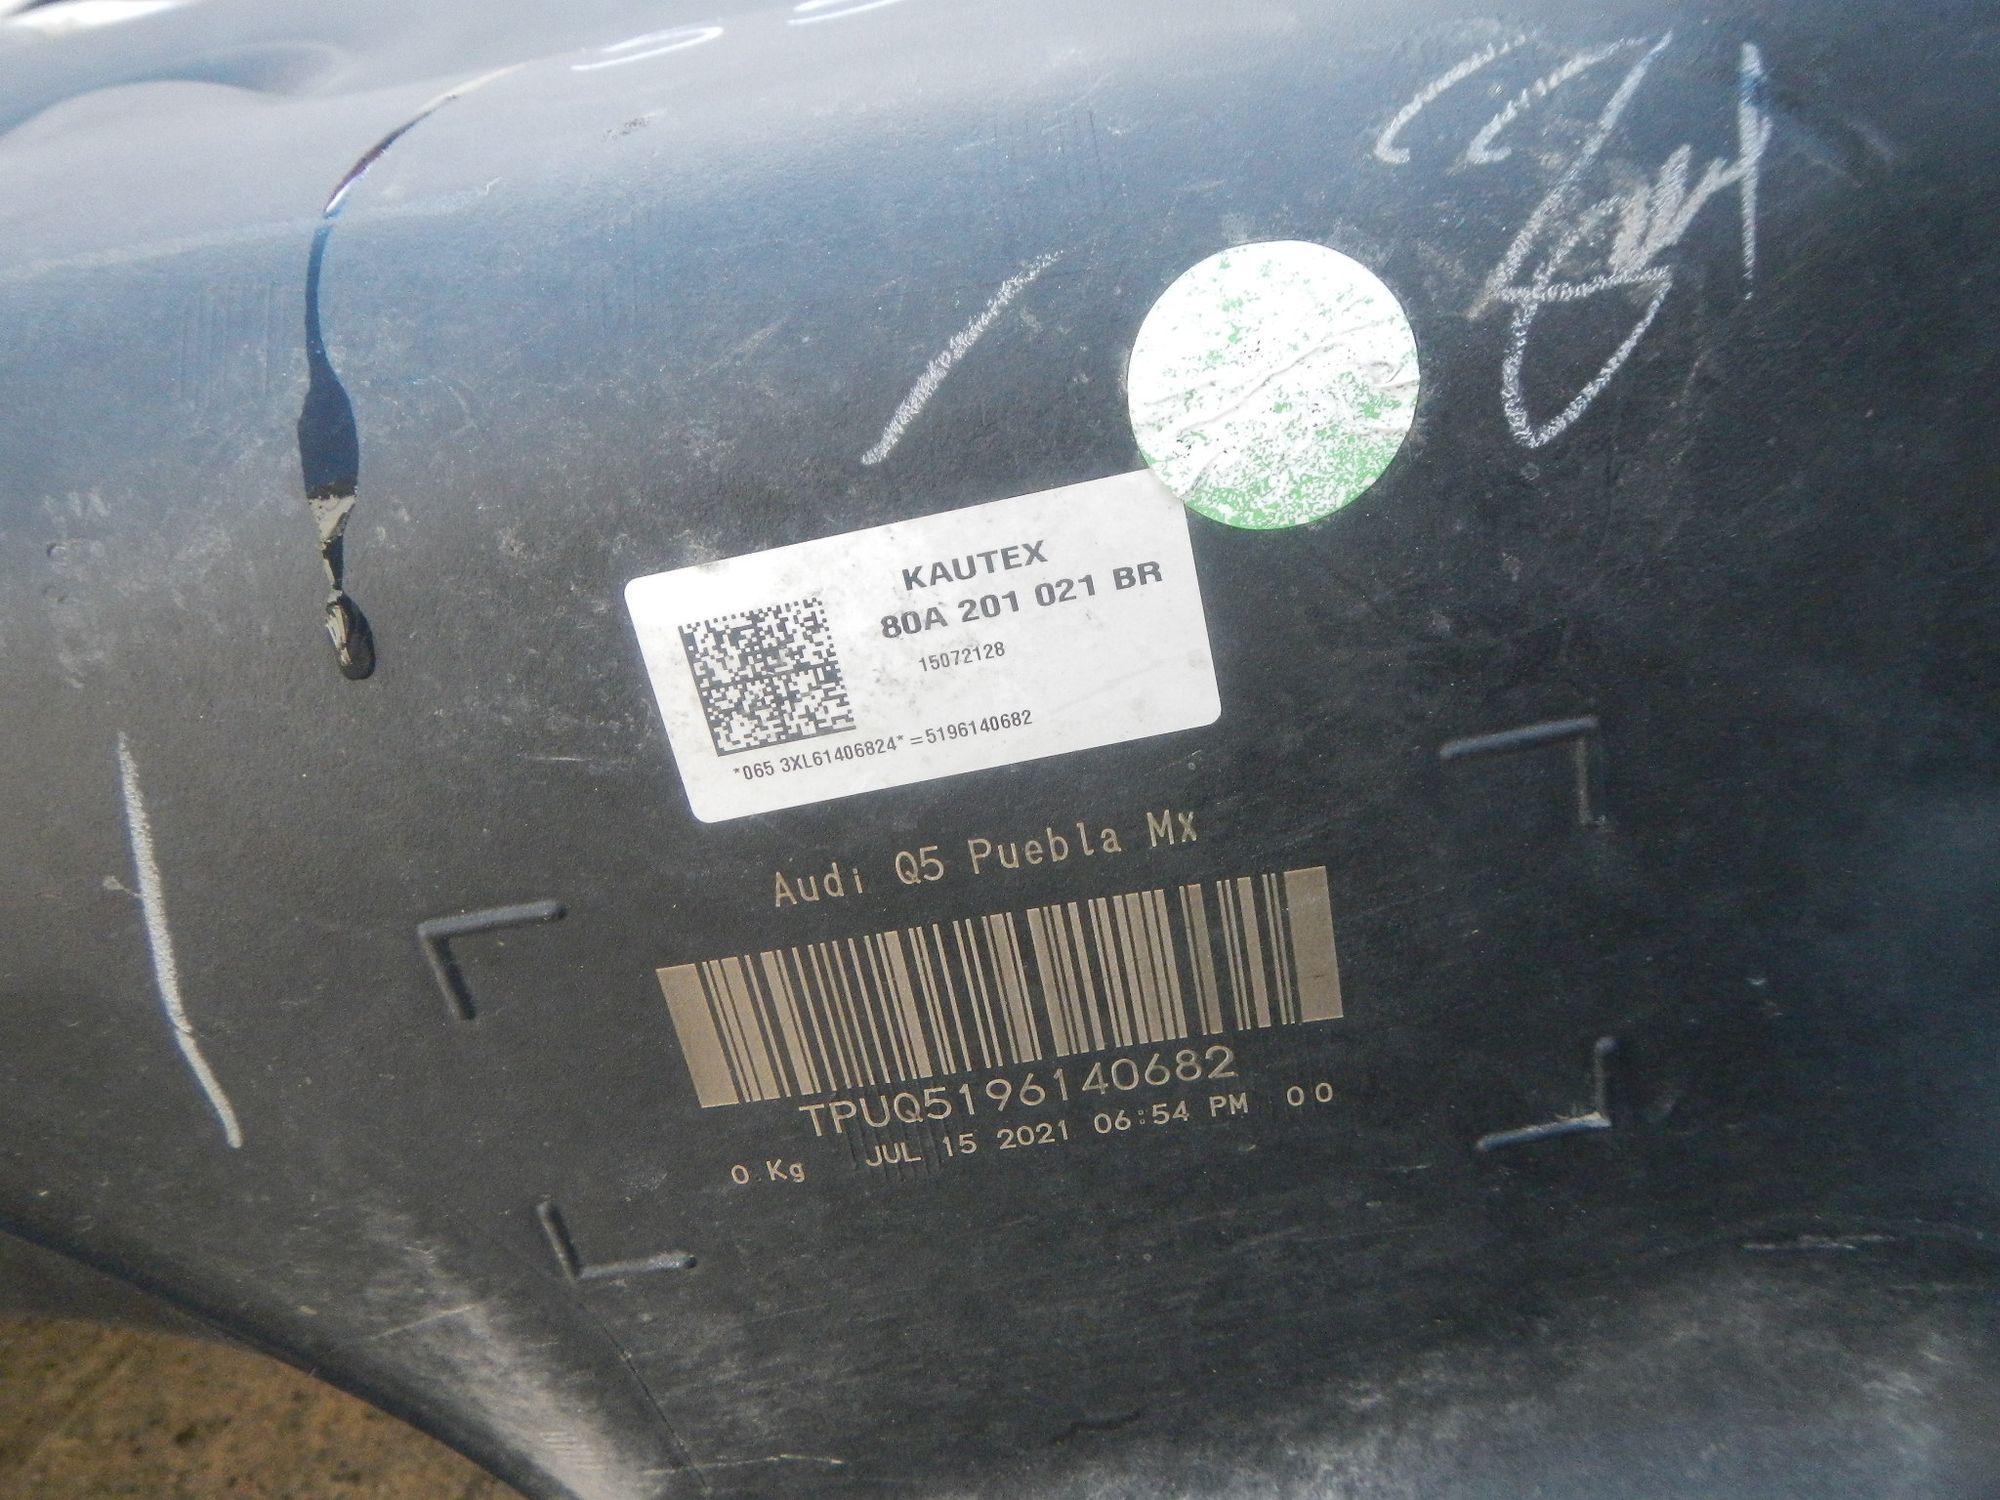 KAUTEX
80A 201 021 BR
15072128
*065 3XL61406824*=5196140682
Audi Q5 Puebla Mx
TPUQ5196140682
0 Kg JUL 15 2021 06:54 PM 00